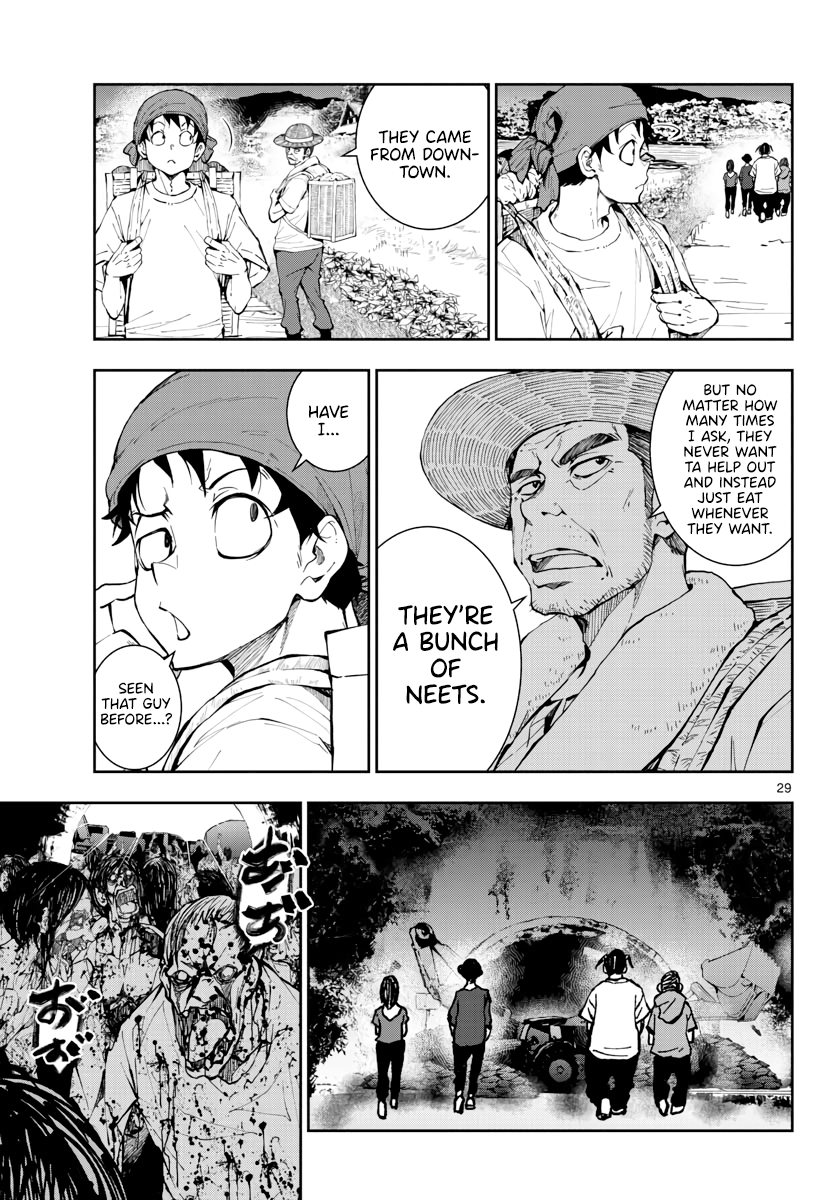 THEY CAME
FROM DOWN-
TOWN.
BUT NO
MATTER HOW
MANY TIMES
I ASK, THEY
NEVER WANT
TA HELP OUT
AND INSTEAD
JUST EAT
WHENEVER
THEY WANT.
THEY'RE
A BUNCH
OF
NEETS.
HAVE
I...
SEEN
THAT GUY
BEFORE...?
29
おお
おお